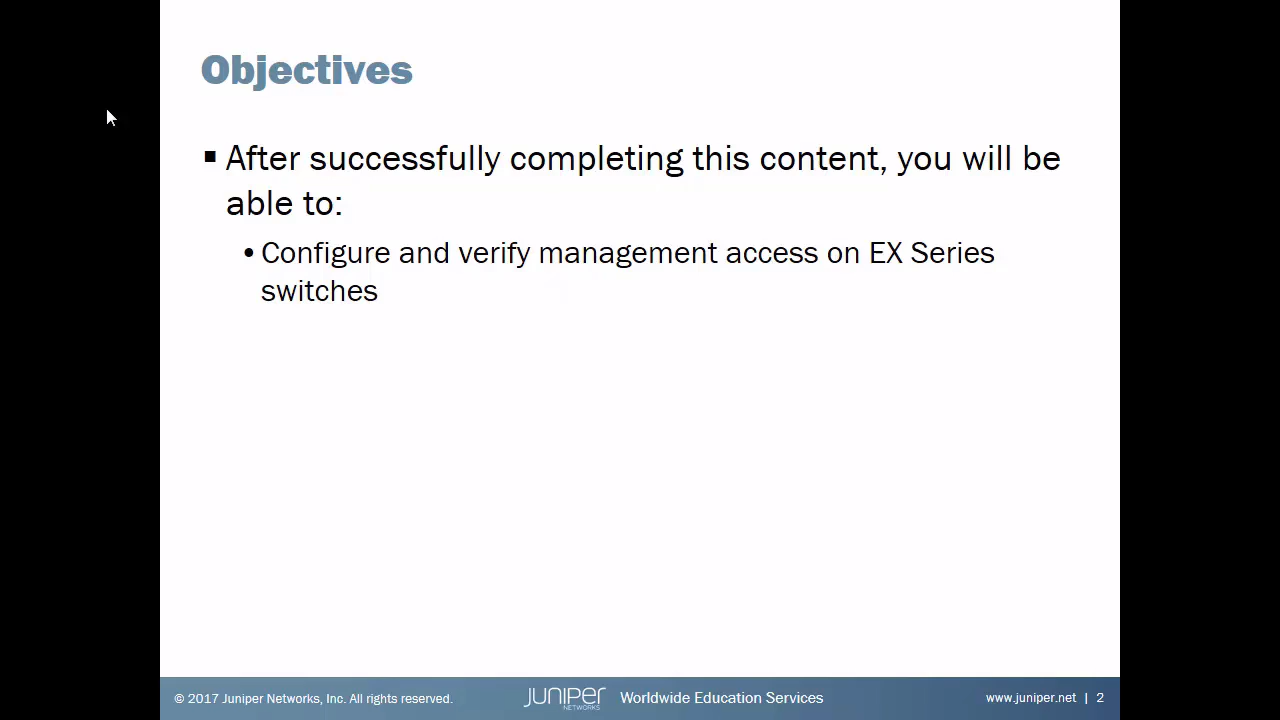 Objectives
▪ After successfully completing this content, you will be
able to:
• Configure and verify management access on EX Series
switches
© 2017 Juniper Networks, Inc. All rights reserved.
JUNIPER
NETWORKS
Worldwide Education Services
www.juniper.net | 2